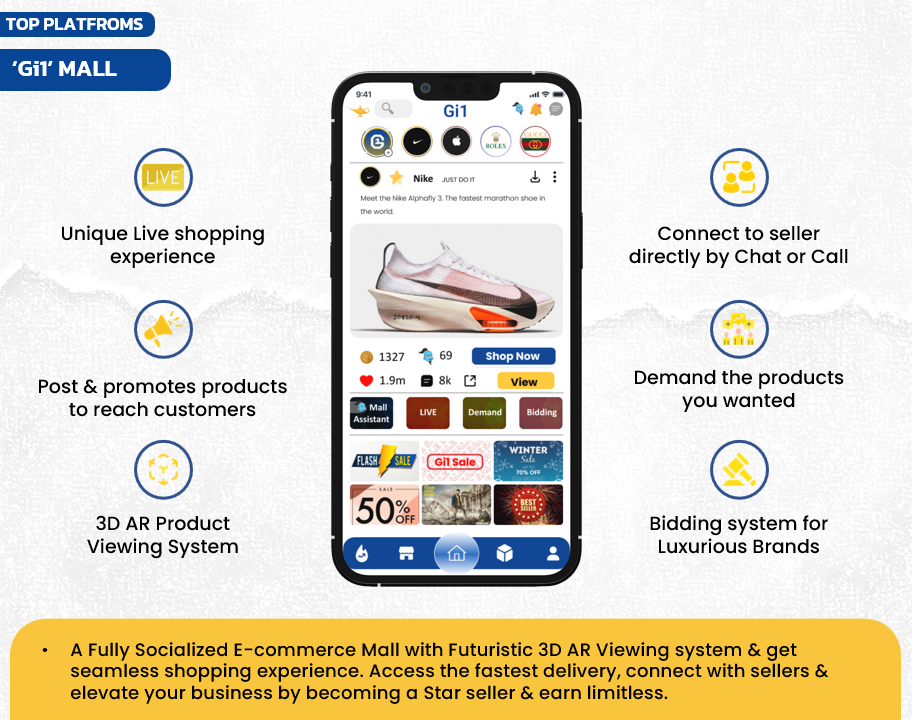 TOP PLATFROMS
‘Gi1’ MALL
LIVE
Unique Live shopping
experience
Post & promotes products
to reach customers
3D AR Product
Viewing System
9:41
Gi1
ROLEX
GUCCI
Nike JUST DO IT
Meet the Nike Alphafly 3. The fastest marathon shoe in
the world.
1327 69 Shop Now
1.9m 8k View
Mall
Assistant
LIVE
Demand
Bidding
FLASH SALE
Gi1 Sale
WINTER
Sale
UP TO
70% OFF
SALE
50%
OFF
BEST
SELLER
Connect to seller
directly by Chat or Call
Demand the products
you wanted
Bidding system for
Luxurious Brands
• A Fully Socialized E-commerce Mall with Futuristic 3D AR Viewing system & get
seamless shopping experience. Access the fastest delivery, connect with sellers &
elevate your business by becoming a Star seller & earn limitless.